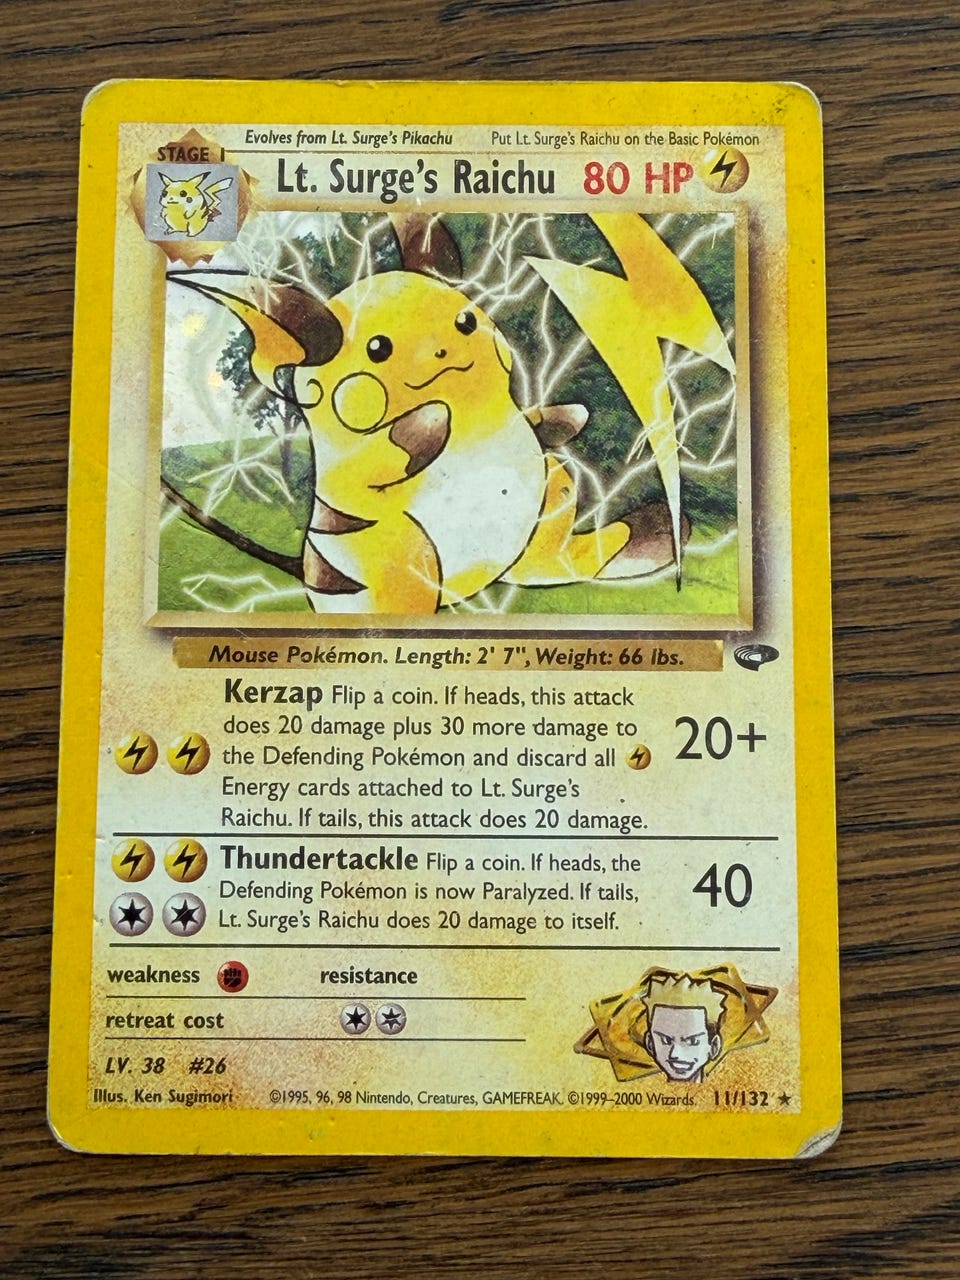 Evolves from Lt. Surge's Pikachu Put Lt. Surge's Raichu on the Basic Pokémon
STAGE 1
Lt. Surge's Raichu 80 HP
Mouse Pokémon. Length: 2' 7", Weight: 66 lbs.
Kerzap Flip a coin. If heads, this attack
does 20 damage plus 30 more damage to
the Defending Pokémon and discard all
Energy cards attached to Lt. Surge's
Raichu. If tails, this attack does 20 damage.
20+
Thundertackle Flip a coin. If heads, the
Defending Pokémon is now Paralyzed. If tails,
Lt. Surge's Raichu does 20 damage to itself.
40
weakness resistance
retreat cost
LV. 38 #26
Illus. Ken Sugimori ©1995, 96, 98 Nintendo, Creatures, GAMEFREAK. ©1999–2000 Wizards. 11/132 ★